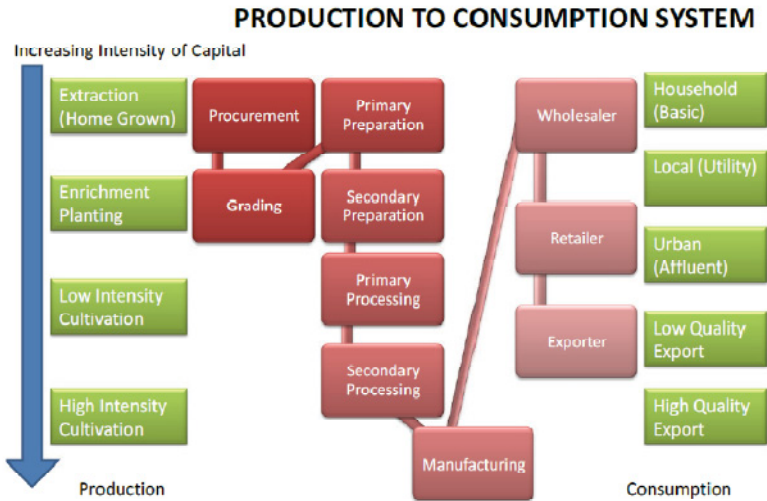 PRODUCTION TO CONSUMPTION SYSTEM
Increasing Intensity of Capital
Extraction
(Home Grown)
Enrichment
Planting
Low Intensity
Cultivation
High Intensity
Cultivation
Production
Procurement
Grading
Primary
Preparation
Secondary
Preparation
Primary
Processing
Secondary
Processing
Manufacturing
Wholesaler
Retailer
Exporter
Household
(Basic)
Local (Utility)
Urban
(Affluent)
Low Quality
Export
High Quality
Export
Consumption